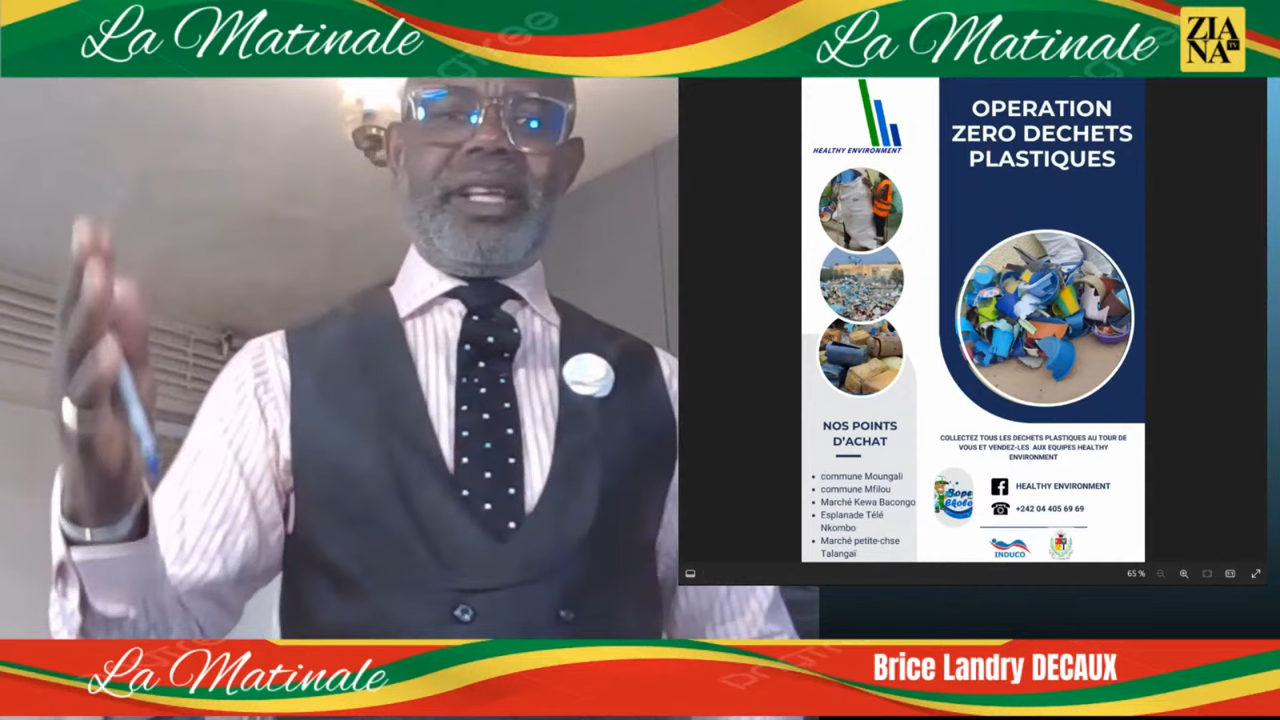 La Matinale
La Matinale
ZIA
NA TV
HEALTHY ENVIRONMENT
OPERATION
ZERO DECHETS
PLASTIQUES
NOS POINTS
D'ACHAT
commune Moungali
commune Mfilou
Marché Kewa Bacongo
Esplanade Télé
Nkombo
Marché petite-chse
Talangaï
COLLECTEZ TOUS LES DECHETS PLASTIQUES AU TOUR DE
VOUS ET VENDEZ-LES AUX EQUIPES HEALTHY
ENVIRONMENT
HEALTHY ENVIRONMENT
+242 04 405 69 69
INDUCO
65 %
La Matinale
Brice Landry DECAUX